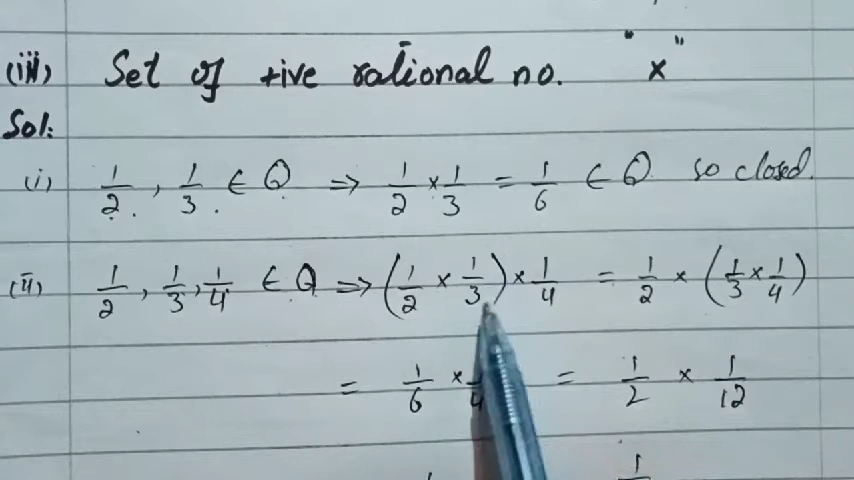 (iii) Set of +ive rational no. "x"
Sol:
(i) 1/2, 1/3 ∈ Q ⇒ 1/2 × 1/3 = 1/6 ∈ Q so closed.
(ii) 1/2, 1/3, 1/4 ∈ Q ⇒ (1/2 × 1/3) × 1/4 = 1/2 × (1/3 × 1/4)
= 1/6 × 1/4 = 1/2 × 1/12